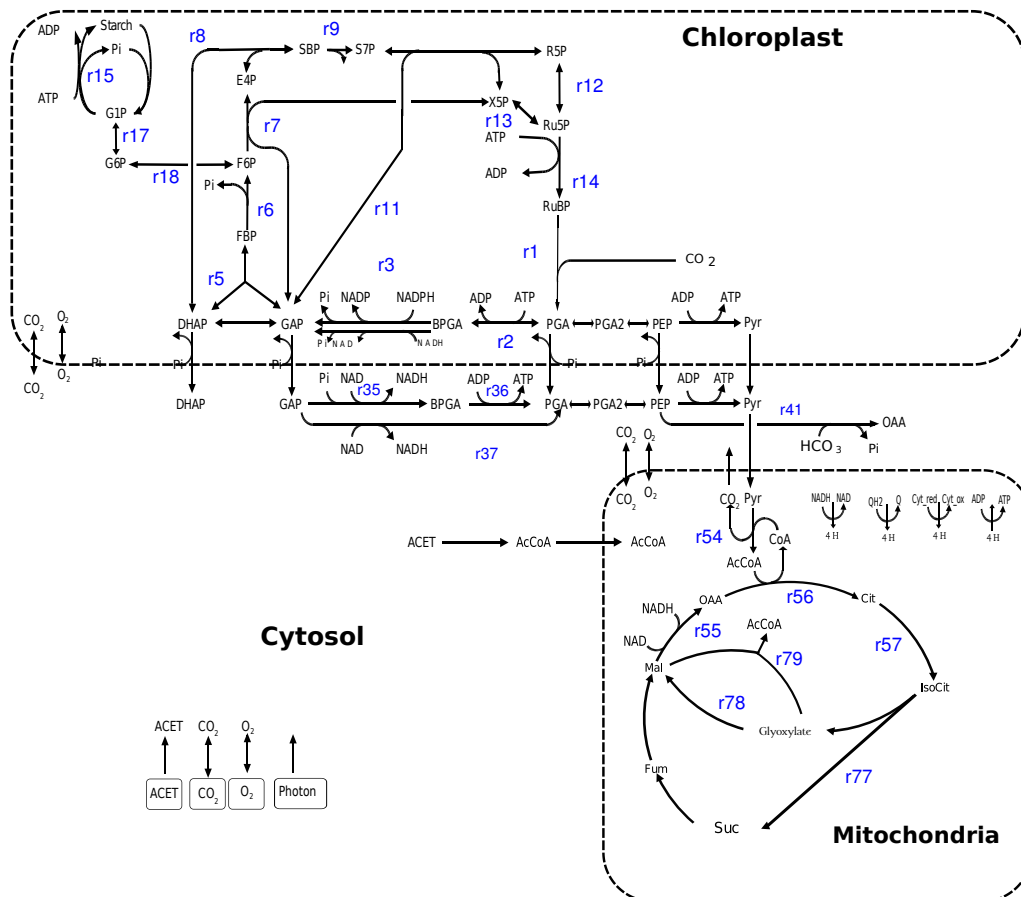 Chloroplast
ADP
Starch
Pi
r15
ATP
G1P
r17
G6P
r18
r8
r9
SBP
S7P
E4P
r7
F6P
Pi
r6
FBP
r5
r11
R5P
r12
X5P
r13
Ru5P
ATP
ADP
r14
RuBP
r1
CO 2
r3
Pi NADP NADPH
ADP ATP
ADP ATP
DHAP GAP BPGA PGA PGA2 PEP Pyr
Pi NAD NADH
r2
CO2 O2
Pi Pi Pi Pi Pi
CO2 O2
Pi NAD NADH
r35
ADP ATP
r36
ADP ATP
DHAP GAP BPGA PGA PGA2 PEP Pyr
r41
OAA
HCO3 Pi
NAD NADH
r37
CO2 O2
CO2 O2
CO2 Pyr
NADH NAD
4 H
QH2 Q
4 H
Cyt_red Cyt_ox
4 H
ADP ATP
4 H
r54
CoA
ACET AcCoA AcCoA
AcCoA
OAA
r56
Cit
NADH
NAD
r55
AcCoA
r57
r79
Mal
r78
IsoCit
Glyoxylate
Fum
r77
Suc
Mitochondria
Cytosol
ACET CO2 O2
ACET CO2 O2 Photon